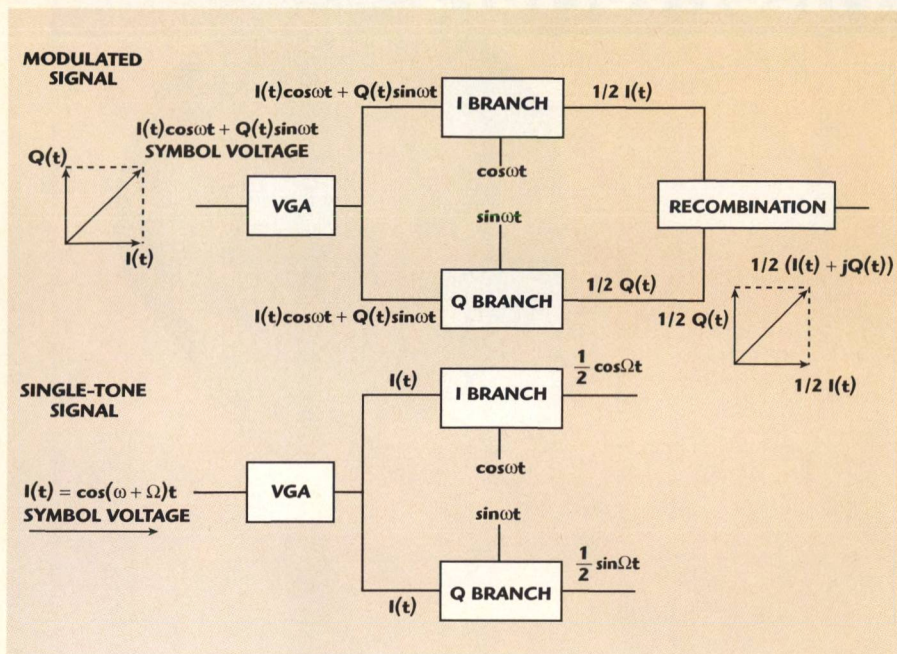 MODULATED
SIGNAL
I(t)cosωt + Q(t)sinωt
I BRANCH
1/2 I(t)
I(t)cosωt + Q(t)sinωt
SYMBOL VOLTAGE
Q(t)
I(t)
VGA
cosωt
sinωt
RECOMBINATION
I(t)cosωt + Q(t)sinωt
Q BRANCH
1/2 Q(t)
1/2 (I(t) + jQ(t))
1/2 Q(t)
1/2 I(t)
SINGLE-TONE
SIGNAL
I(t)
I BRANCH
1/2 cosΩt
I(t) = cos(ω + Ω)t
SYMBOL VOLTAGE
VGA
cosωt
sinωt
I(t)
Q BRANCH
1/2 sinΩt